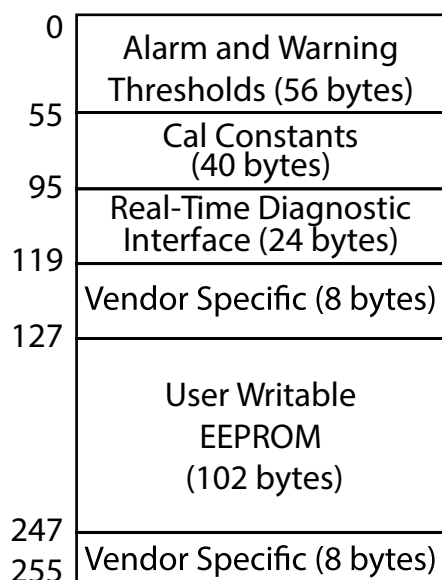 0
Alarm and Warning
Thresholds (56 bytes)
55
Cal Constants
(40 bytes)
95
Real-Time Diagnostic
Interface (24 bytes)
119
Vendor Specific (8 bytes)
127
User Writable
EEPROM
(102 bytes)
247
Vendor Specific (8 bytes)
255